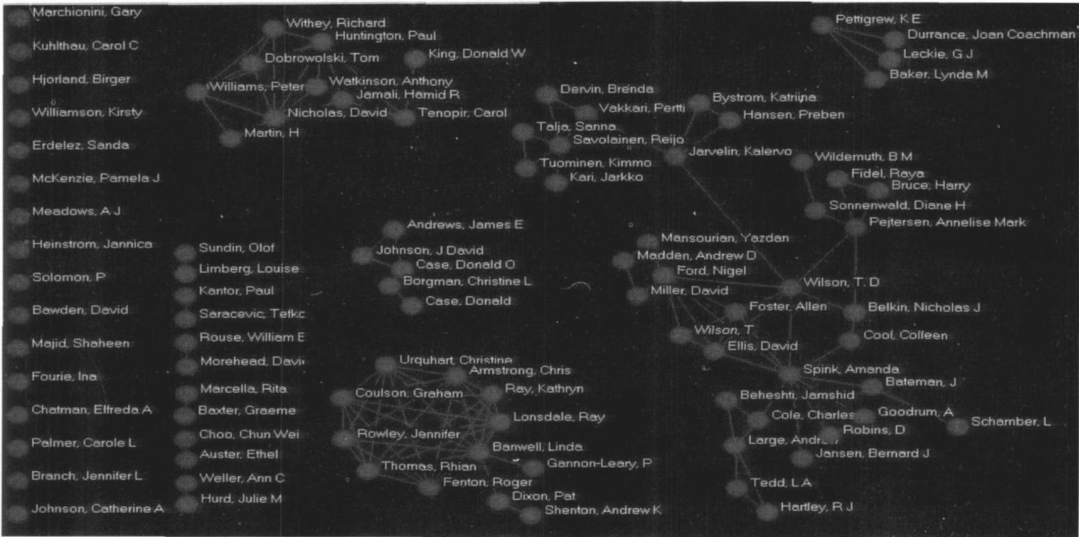 Marchionini, Gary
Kuhlthau, Carol C
Hjorland, Birger
Williamson, Kirsty
Erdelez, Sanda
McKenzie, Pamela J
Meadows, A J
Heinstrom, Jannica
Solomon, P
Bawden, David
Majid, Shaheen
Fourie, Ina
Chatman, Elfreda A
Palmer, Carole L
Branch, Jennifer L
Johnson, Catherine A
Sundin, Olof
Limberg, Louise
Kantor, Paul
Saracevic, Tefkc
Rouse, William E
Morehead, Davi
Marcella, Rita
Baxter, Graeme
Choo, Chun Wei
Auster, Ethel
Weller, Ann C
Hurd, Julie M
Withey, Richard
Huntington, Paul
King, Donald W
Dobrowolski, Tom
Williams, Peter
Watkinson, Anthony
Jamali, Hamid R
Nicholas, David
Tenopir, Carol
Martin, H
Andrews, James E
Johnson, J David
Case, Donald O
Borgman, Christine L
Case, Donald
Urquhart, Christine
Armstrong, Chris
Coulson, Graham
Ray, Kathryn
Lonsdale, Ray
Rowley, Jennifer
Banwell, Linda
Thomas, Rhian
Gannon-Leary, P
Fenton, Roger
Dixon, Pat
Shenton, Andrew K
Dervin, Brenda
Vakkari, Pertti
Bystrom, Katriina
Hansen, Preben
Talja, Sanna
Savolainen, Reijo
Jarvelin, Kalervo
Tuominen, Kimmo
Kari, Jarkko
Pettigrew, K E
Durrance, Joan Coachman
Leckie, G J
Baker, Lynda M
Wildemuth, B M
Fidel, Raya
Bruce, Harry
Sonnenwald, Diane H
Pejtersen, Annelise Mark
Mansourian, Yazdan
Madden, Andrew D
Ford, Nigel
Miller, David
Wilson, T. D
Foster, Allen
Belkin, Nicholas J
Wilson, T.
Ellis, David
Cool, Colleen
Spink, Amanda
Bateman, J
Beheshti, Jamshid
Cole, Charles
Goodrum, A
Schamber, L
Robins, D
Large, Andre
Jansen, Bernard J
Tedd, L A
Hartley, R J